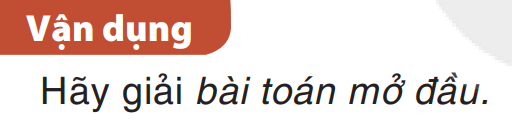 Vận dụng
Hãy giải bài toán mở đầu.